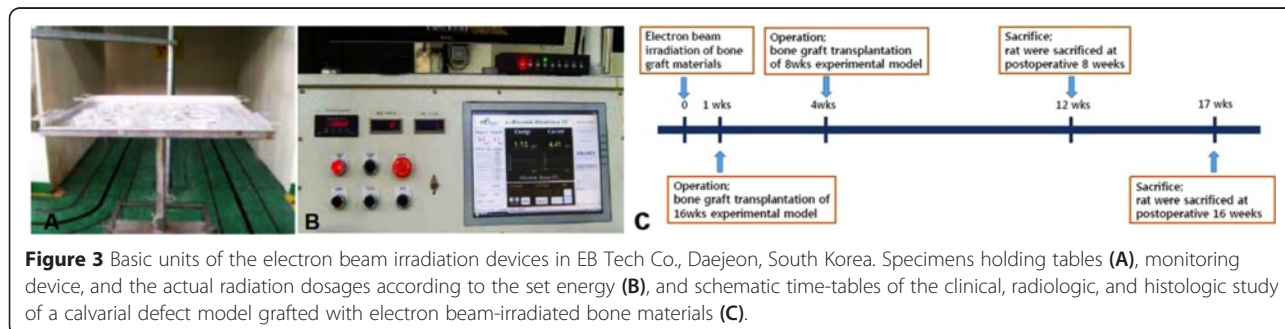 A
B
C
Electron beam
irradiation of bone
graft materials
Operation;
bone graft transplantation
of 8wks experimental model
Sacrifice;
rat were sacrificed at
postoperative 8 weeks
0
1 wks
4wks
12 wks
17 wks
Operation;
bone graft transplantation of
16wks experimental model
Sacrifice;
rat were sacrificed at
postoperative 16 weeks
1.13
4.41
Figure 3 Basic units of the electron beam irradiation devices in EB Tech Co., Daejeon, South Korea. Specimens holding tables (A), monitoring
device, and the actual radiation dosages according to the set energy (B), and schematic time-tables of the clinical, radiologic, and histologic study
of a calvarial defect model grafted with electron beam-irradiated bone materials (C).